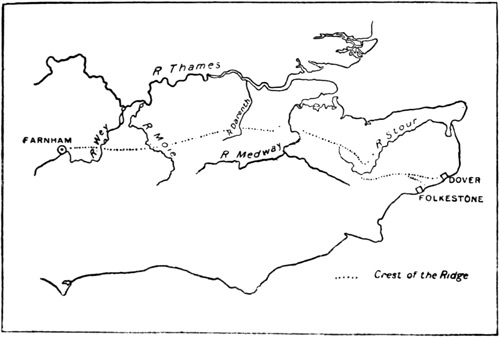 R Thames
R Darenth
FARNHAM
R Wey
R Mole
R Medway
R Stour
DOVER
FOLKESTONE
Crest of the Ridge